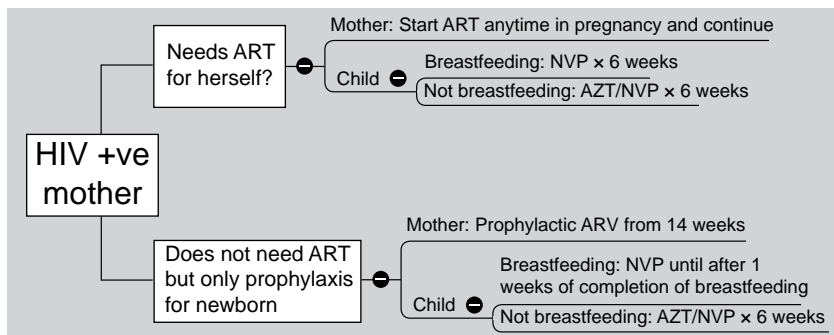 HIV +ve
mother
Needs ART
for herself?
Mother: Start ART anytime in pregnancy and continue
Child
Breastfeeding: NVP × 6 weeks
Not breastfeeding: AZT/NVP × 6 weeks
Does not need ART
but only prophylaxis
for newborn
Mother: Prophylactic ARV from 14 weeks
Child
Breastfeeding: NVP until after 1
weeks of completion of breastfeeding
Not breastfeeding: AZT/NVP × 6 weeks